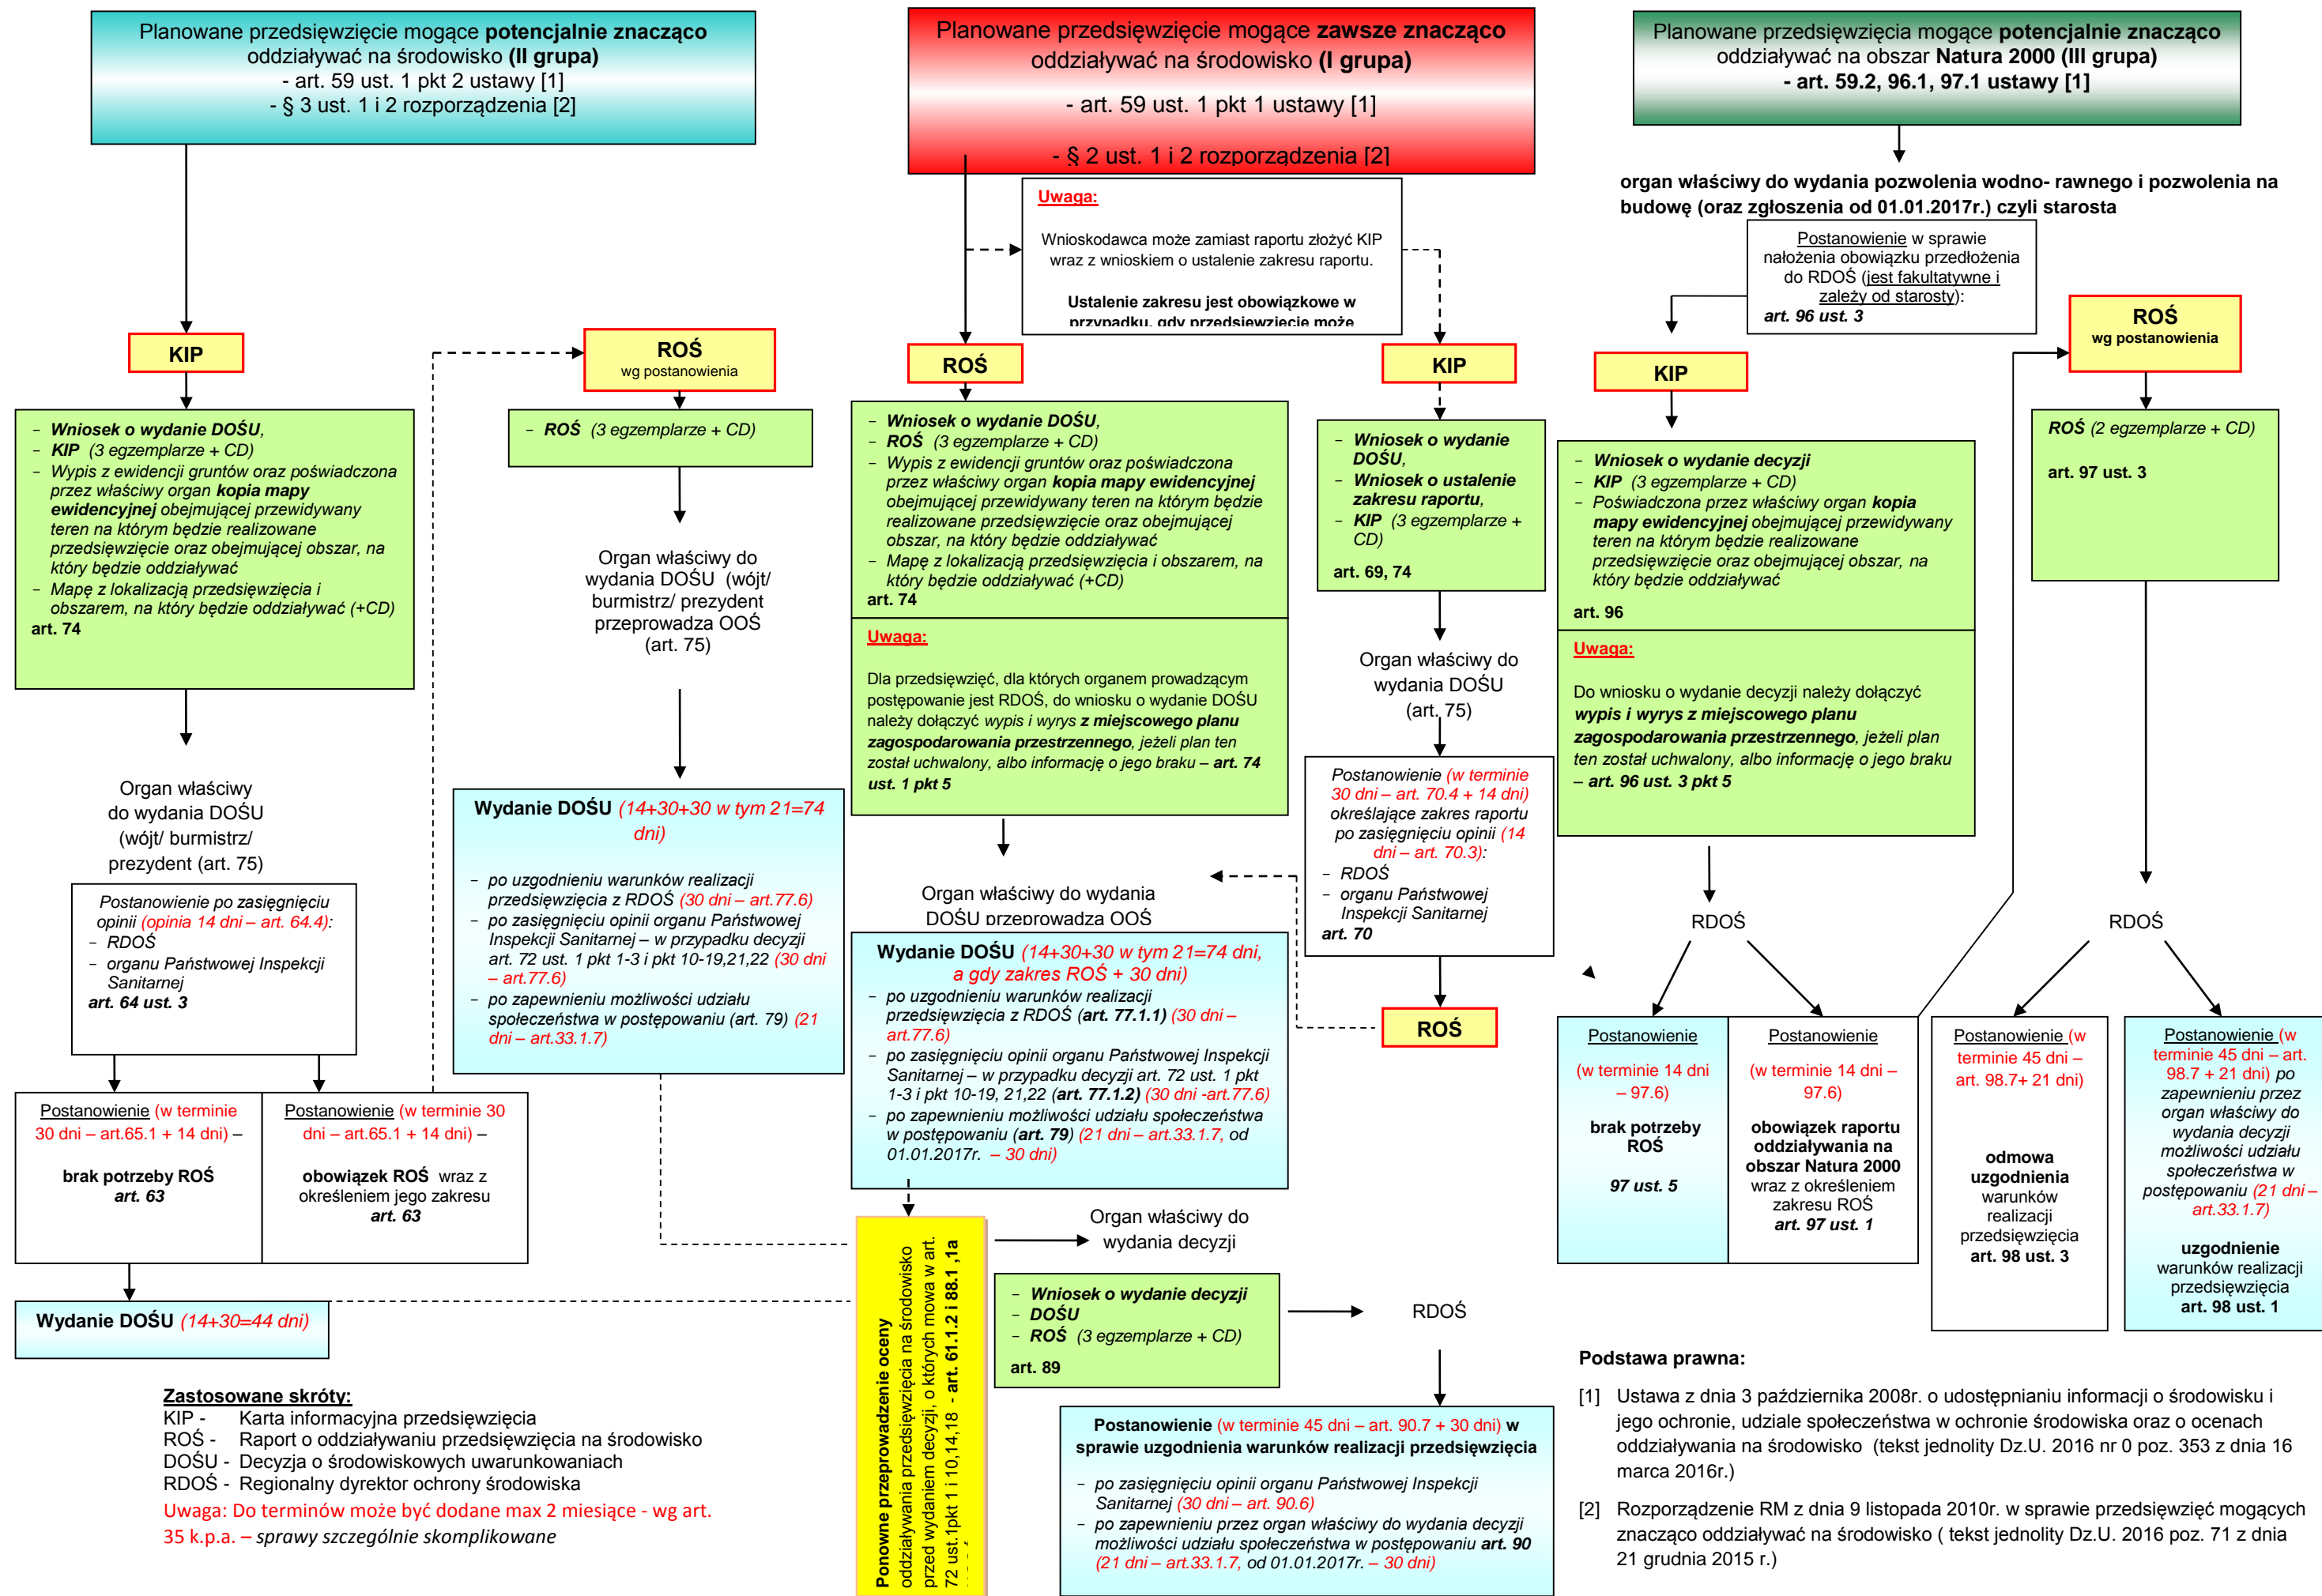 Planowane przedsięwzięcie mogące potencjalnie znacząco
oddziaływać na środowisko (II grupa)
- art. 59 ust. 1 pkt 2 ustawy [1]
- § 3 ust. 1 i 2 rozporządzenia [2]
Planowane przedsięwzięcie mogące zawsze znacząco
oddziaływać na środowisko (I grupa)
- art. 59 ust. 1 pkt 1 ustawy [1]
- § 2 ust. 1 i 2 rozporządzenia [2]
Planowane przedsięwzięcia mogące potencjalnie znacząco
oddziaływać na obszar Natura 2000 (III grupa)
- art. 59.2, 96.1, 97.1 ustawy [1]
organ właściwy do wydania pozwolenia wodno- rawnego i pozwolenia na
budowę (oraz zgłoszenia od 01.01.2017r.) czyli starosta
Uwaga:
Wnioskodawca może zamiast raportu złożyć KIP
wraz z wnioskiem o ustalenie zakresu raportu.
Ustalenie zakresu jest obowiązkowe w
przypadku, gdy przedsięwzięcie może
Postanowienie w sprawie
nałożenia obowiązku przedłożenia
do RDOŚ (jest fakultatywne i
zależy od starosty):
art. 96 ust. 3
KIP
ROŚ
wg postanowienia
ROŚ
KIP
KIP
ROŚ
wg postanowienia
- Wniosek o wydanie DOŚU,
- KIP (3 egzemplarze + CD)
- Wypis z ewidencji gruntów oraz poświadczona
przez właściwy organ kopia mapy
ewidencyjnej obejmującej przewidywany
teren na którym będzie realizowane
przedsięwzięcie oraz obejmującej obszar, na
który będzie oddziaływać
- Mapę z lokalizacją przedsięwzięcia i
obszarem, na który będzie oddziaływać (+CD)
art. 74
- ROŚ (3 egzemplarze + CD)
Organ właściwy do
wydania DOŚU (wójt/
burmistrz/ prezydent
przeprowadza OOŚ
(art. 75)
- Wniosek o wydanie DOŚU,
- ROŚ (3 egzemplarze + CD)
- Wypis z ewidencji gruntów oraz poświadczona
przez właściwy organ kopia mapy ewidencyjnej
obejmującej przewidywany teren na którym będzie
realizowane przedsięwzięcie oraz obejmującej
obszar, na który będzie oddziaływać
- Mapę z lokalizacją przedsięwzięcia i obszarem, na
który będzie oddziaływać (+CD)
art. 74
Uwaga:
Dla przedsięwzięć, dla których organem prowadzącym
postępowanie jest RDOŚ, do wniosku o wydanie DOŚU
należy dołączyć wypis i wyrys z miejscowego planu
zagospodarowania przestrzennego, jeżeli plan ten
został uchwalony, albo informację o jego braku – art. 74
ust. 1 pkt 5
- Wniosek o wydanie
DOŚU,
- Wniosek o ustalenie
zakresu raportu,
- KIP (3 egzemplarze +
CD)
art. 69, 74
Organ właściwy do
wydania DOŚU
(art. 75)
- Wniosek o wydanie decyzji
- KIP (3 egzemplarze + CD)
- Poświadczona przez właściwy organ kopia
mapy ewidencyjnej obejmującej przewidywany
teren na którym będzie realizowane
przedsięwzięcie oraz obejmującej obszar, na
który będzie oddziaływać
art. 96
Uwaga:
Do wniosku o wydanie decyzji należy dołączyć
wypis i wyrys z miejscowego planu
zagospodarowania przestrzennego, jeżeli plan
ten został uchwalony, albo informację o jego braku
– art. 96 ust. 3 pkt 5
ROŚ (2 egzemplarze + CD)
art. 97 ust. 3
Organ właściwy
do wydania DOŚU
(wójt/ burmistrz/
prezydent (art. 75)
Postanowienie po zasięgnięciu
opinii (opinia 14 dni – art. 64.4):
- RDOŚ
- organu Państwowej Inspekcji
Sanitarnej
art. 64 ust. 3
Wydanie DOŚU (14+30+30 w tym 21=74
dni)
- po uzgodnieniu warunków realizacji
przedsięwzięcia z RDOŚ (30 dni – art.77.6)
- po zasięgnięciu opinii organu Państwowej
Inspekcji Sanitarnej – w przypadku decyzji
art. 72 ust. 1 pkt 1-3 i pkt 10-19,21,22 (30 dni
– art.77.6)
- po zapewnieniu możliwości udziału
społeczeństwa w postępowaniu (art. 79) (21
dni – art.33.1.7)
Organ właściwy do wydania
DOŚU przeprowadza OOŚ
Wydanie DOŚU (14+30+30 w tym 21=74 dni,
a gdy zakres ROŚ + 30 dni)
- po uzgodnieniu warunków realizacji
przedsięwzięcia z RDOŚ (art. 77.1.1) (30 dni –
art.77.6)
- po zasięgnięciu opinii organu Państwowej Inspekcji
Sanitarnej – w przypadku decyzji art. 72 ust. 1 pkt
1-3 i pkt 10-19, 21,22 (art. 77.1.2) (30 dni -art.77.6)
- po zapewnieniu możliwości udziału społeczeństwa
w postępowaniu (art. 79) (21 dni – art.33.1.7, od
01.01.2017r. – 30 dni)
Postanowienie (w terminie
30 dni – art. 70.4 + 14 dni)
określające zakres raportu
po zasięgnięciu opinii (14
dni – art. 70.3):
- RDOŚ
- organu Państwowej
Inspekcji Sanitarnej
art. 70
ROŚ
RDOŚ
RDOŚ
Postanowienie (w terminie
30 dni – art.65.1 + 14 dni) –
brak potrzeby ROŚ
art. 63
Postanowienie (w terminie 30
dni – art.65.1 + 14 dni) –
obowiązek ROŚ wraz z
określeniem jego zakresu
art. 63
Postanowienie
(w terminie 14 dni
– 97.6)
brak potrzeby
ROŚ
97 ust. 5
Postanowienie
(w terminie 14 dni –
97.6)
obowiązek raportu
oddziaływania na
obszar Natura 2000
wraz z określeniem
zakresu ROŚ
art. 97 ust. 1
Postanowienie (w
terminie 45 dni –
art. 98.7+ 21 dni)
odmowa
uzgodnienia
warunków
realizacji
przedsięwzięcia
art. 98 ust. 3
Postanowienie (w
terminie 45 dni – art.
98.7 + 21 dni) po
zapewnieniu przez
organ właściwy do
wydania decyzji
możliwości udziału
społeczeństwa w
postępowaniu (21 dni –
art.33.1.7)
uzgodnienie
warunków realizacji
przedsięwzięcia
art. 98 ust. 1
Wydanie DOŚU (14+30=44 dni)
Ponowne przeprowadzenie oceny
oddziaływania przedsięwzięcia na środowisko
przed wydaniem decyzji, o których mowa w art.
72 ust.1pkt 1 i 10,14,18 - art. 61.1.2 i 88.1 ,1a
Organ właściwy do
wydania decyzji
- Wniosek o wydanie decyzji
- DOŚU
- ROŚ (3 egzemplarze + CD)
art. 89
RDOŚ
Postanowienie (w terminie 45 dni – art. 90.7 + 30 dni) w
sprawie uzgodnienia warunków realizacji przedsięwzięcia
- po zasięgnięciu opinii organu Państwowej Inspekcji
Sanitarnej (30 dni – art. 90.6)
- po zapewnieniu przez organ właściwy do wydania decyzji
możliwości udziału społeczeństwa w postępowaniu art. 90
(21 dni – art.33.1.7, od 01.01.2017r. – 30 dni)
Zastosowane skróty:
KIP - Karta informacyjna przedsięwzięcia
ROŚ - Raport o oddziaływaniu przedsięwzięcia na środowisko
DOŚU - Decyzja o środowiskowych uwarunkowaniach
RDOŚ - Regionalny dyrektor ochrony środowiska
Uwaga: Do terminów może być dodane max 2 miesiące - wg art.
35 k.p.a. – sprawy szczególnie skomplikowane
Podstawa prawna:
[1] Ustawa z dnia 3 października 2008r. o udostępnianiu informacji o środowisku i
jego ochronie, udziale społeczeństwa w ochronie środowiska oraz o ocenach
oddziaływania na środowisko (tekst jednolity Dz.U. 2016 nr 0 poz. 353 z dnia 16
marca 2016r.)
[2] Rozporządzenie RM z dnia 9 listopada 2010r. w sprawie przedsięwzięć mogących
znacząco oddziaływać na środowisko ( tekst jednolity Dz.U. 2016 poz. 71 z dnia
21 grudnia 2015 r.)